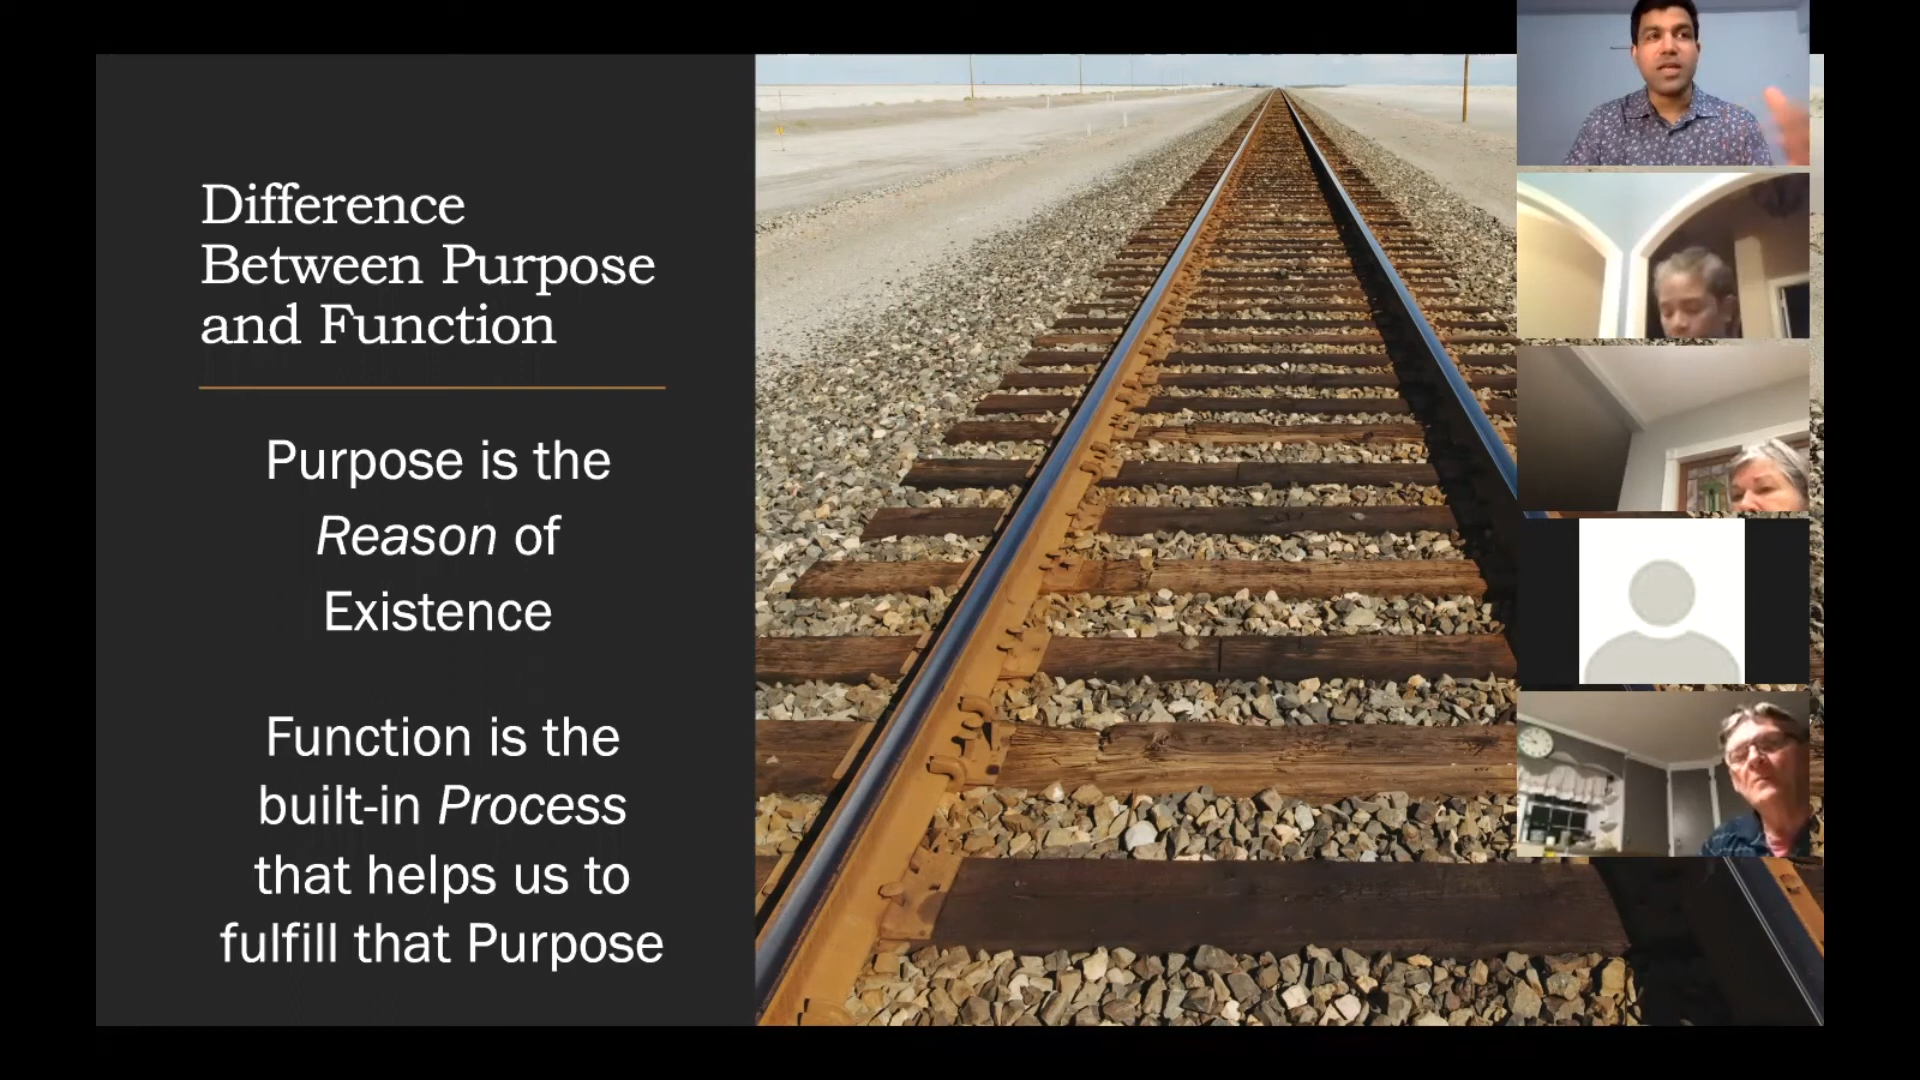 Difference
Between Purpose
and Function
Purpose is the
Reason of
Existence
Function is the
built-in Process
that helps us to
fulfill that Purpose